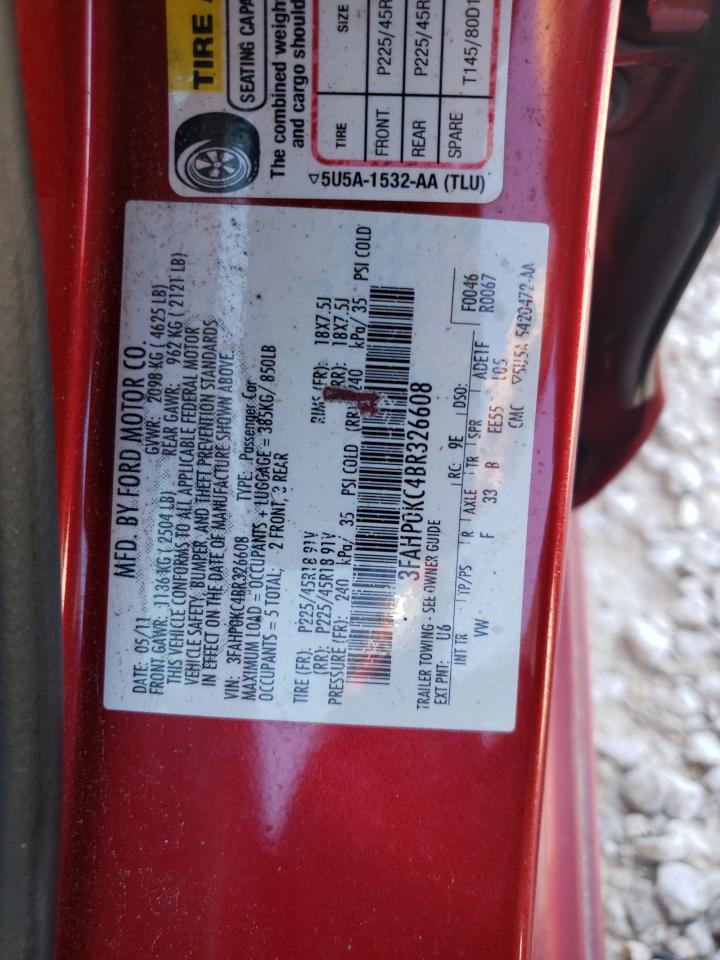 TIRE
SEATING CAPA
The combined weight
and cargo should
TIRE SIZE
FRONT P225/45R
REAR P225/45R
SPARE T145/80D1
▽5U5A-1532-AA (TLU)
MFD. BY FORD MOTOR CO.
DATE: 05/11 GVWR: 2098 KG ( 4625 LB)
FRONT GAWR: 1136 KG ( 2504 LB) REAR GAWR: 962 KG ( 2121 LB)
THIS VEHICLE CONFORMS TO ALL APPLICABLE FEDERAL MOTOR
VEHICLE SAFETY, BUMPER, AND THEFT PREVENTION STANDARDS
IN EFFECT ON THE DATE OF MANUFACTURE SHOWN ABOVE.
VIN: 3FAHP0KC4BR326608 TYPE: Passenger Car
MAXIMUM LOAD = OCCUPANTS + LUGGAGE = 385KG/ 850LB
OCCUPANTS = 5 TOTAL 2 FRONT, 3 REAR
TIRE (FR): P225/45R18 91V RIMS (FR): 18X7.5J
(RR): P225/45R18 91V (RR): 18X7.5J
PRESSURE (FR): 240 kPa/ 35 PSI COLD 240 kPa/ 35 PSI COLD
3FAHP0KC4BR326608
TRAILER TOWING - SEE OWNER GUIDE
EXT PNT: U6 RC: 9E DSO: F0046
R0067
INT TR TP/PS R AXLE TR SPR ADE1F
VW F 33 B EE55 L05
CMC ▽5U5A 5420472 AA